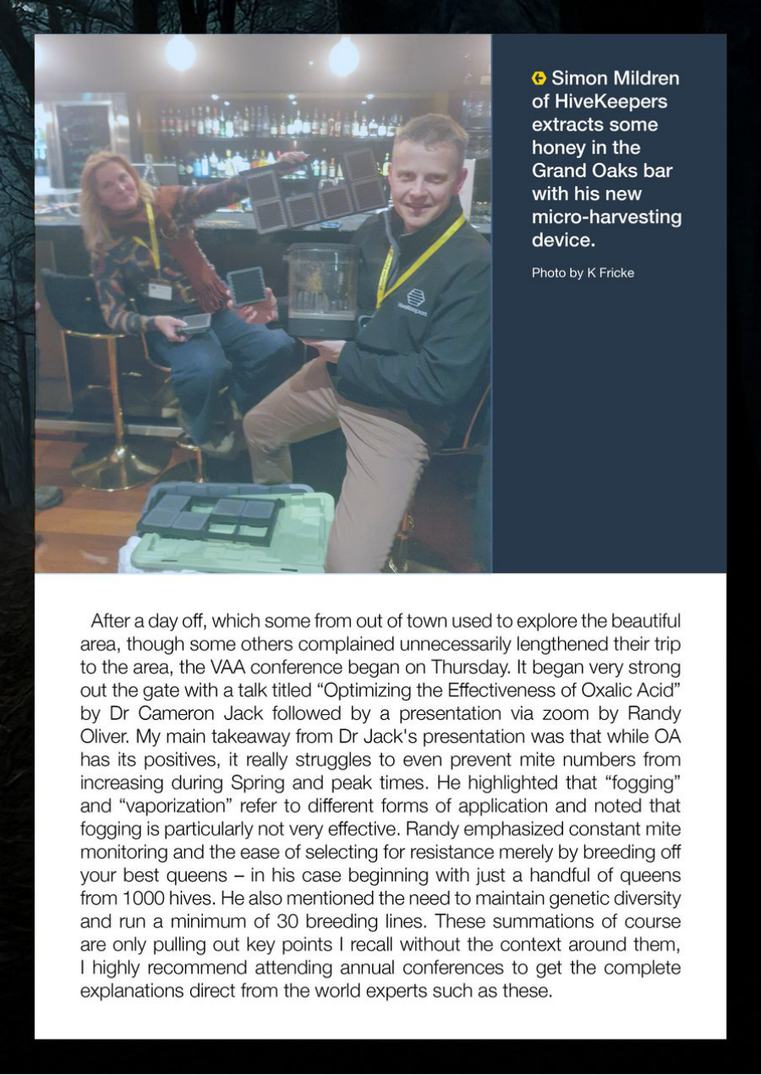 Simon Mildren
of HiveKeepers
extracts some
honey in the
Grand Oaks bar
with his new
micro-harvesting
device.
Photo by K Fricke
HiveKeepers
After a day off, which some from out of town used to explore the beautiful
area, though some others complained unnecessarily lengthened their trip
to the area, the VAA conference began on Thursday. It began very strong
out the gate with a talk titled “Optimizing the Effectiveness of Oxalic Acid”
by Dr Cameron Jack followed by a presentation via zoom by Randy
Oliver. My main takeaway from Dr Jack's presentation was that while OA
has its positives, it really struggles to even prevent mite numbers from
increasing during Spring and peak times. He highlighted that “fogging”
and “vaporization” refer to different forms of application and noted that
fogging is particularly not very effective. Randy emphasized constant mite
monitoring and the ease of selecting for resistance merely by breeding off
your best queens – in his case beginning with just a handful of queens
from 1000 hives. He also mentioned the need to maintain genetic diversity
and run a minimum of 30 breeding lines. These summations of course
are only pulling out key points I recall without the context around them,
I highly recommend attending annual conferences to get the complete
explanations direct from the world experts such as these.